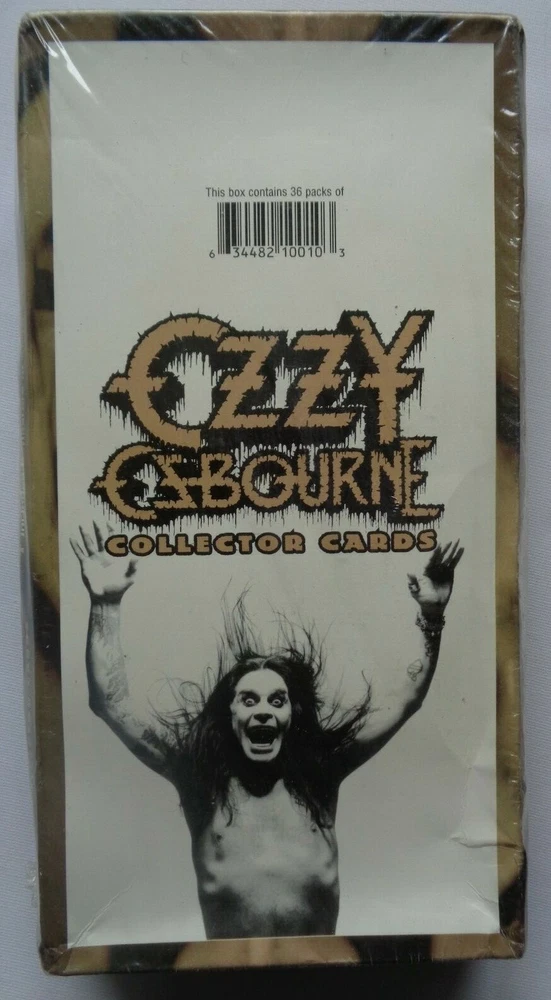 This box contains 36 packs of
6 34482 10010 3
OZZY
OSBOURNE
COLLECTOR CARDS